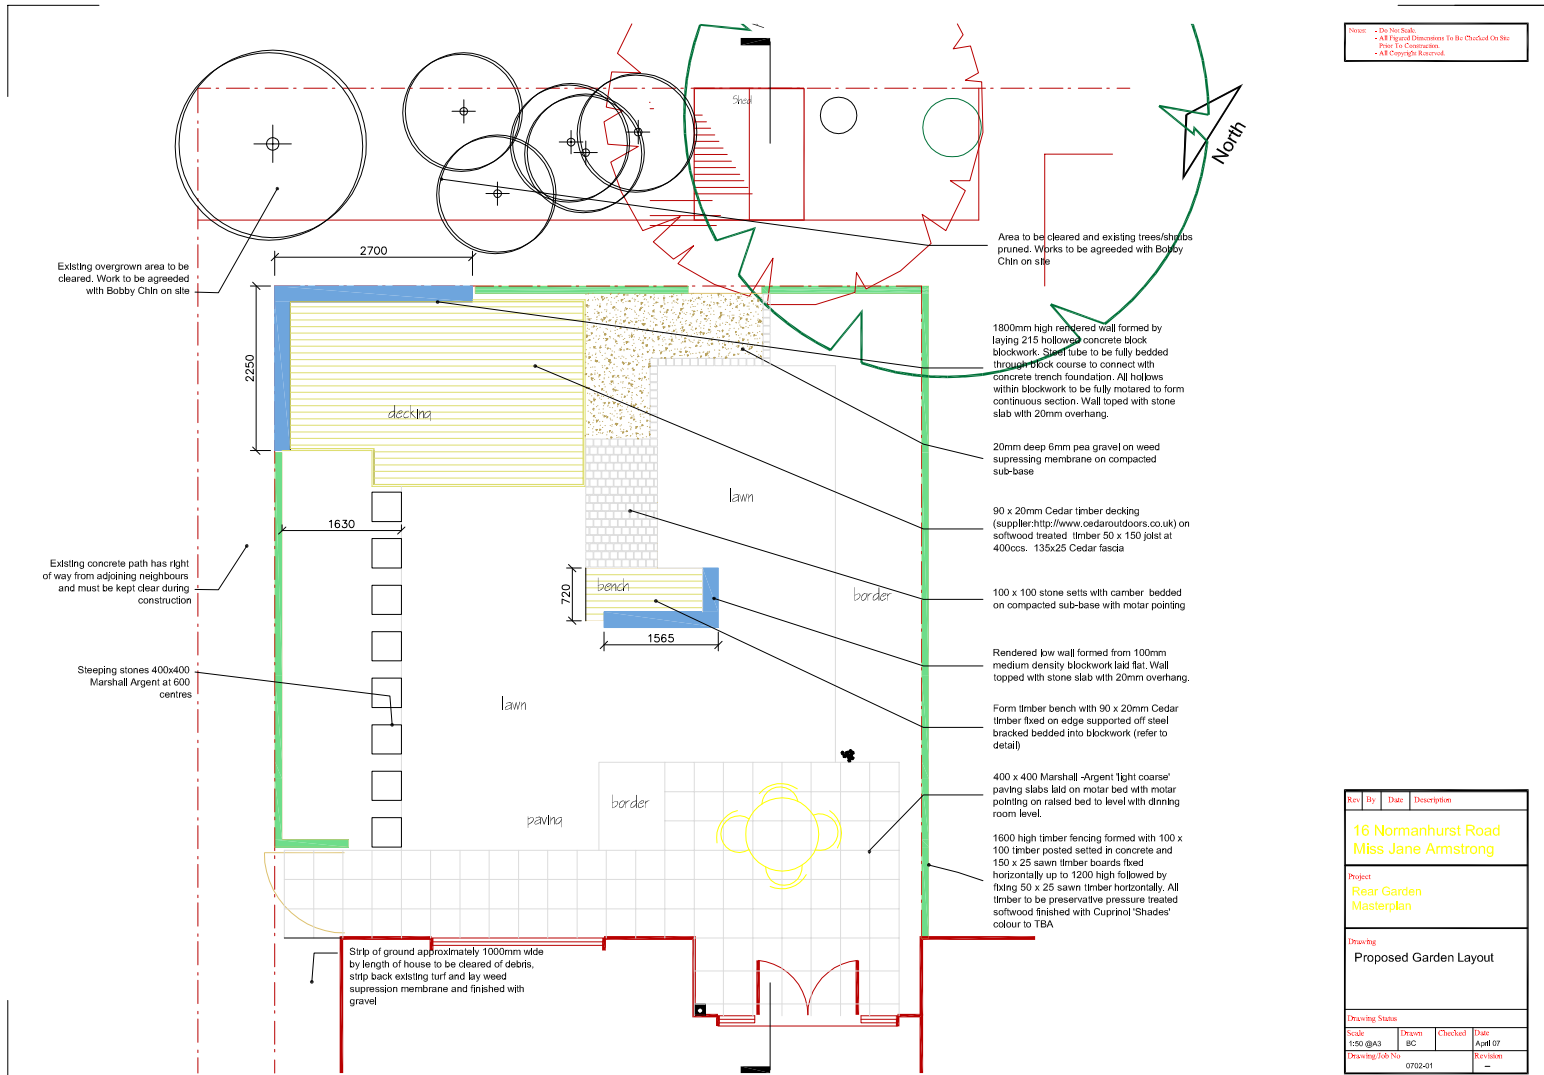 Notes: - Do Not Scale.
- All Figured Dimensions To Be Checked On Site
Prior To Construction.
- All Copyright Reserved.
Shed
North
Area to be cleared and existing trees/shrubs
pruned. Works to be agreeded with Bobby
Chin on site
Existing overgrown area to be
cleared. Work to be agreeded
with Bobby Chin on site
2700
2250
decking
1800mm high rendered wall formed by
laying 215 hollowed concrete block
blockwork. Steel tube to be fully bedded
through block course to connect with
concrete trench foundation. All hollows
within blockwork to be fully motared to form
continuous section. Wall toped with stone
slab with 20mm overhang.
20mm deep 6mm pea gravel on weed
supressing membrane on compacted
sub-base
lawn
1630
90 x 20mm Cedar timber decking
(supplier:http://www.cedaroutdoors.co.uk) on
softwood treated timber 50 x 150 joist at
400ccs. 135x25 Cedar fascia
Existing concrete path has right
of way from adjoining neighbours
and must be kept clear during
construction
720
bench
border
100 x 100 stone setts with camber bedded
on compacted sub-base with motar pointing
1565
Rendered low wall formed from 100mm
medium density blockwork laid flat. Wall
topped with stone slab with 20mm overhang.
Steeping stones 400x400
Marshall Argent at 600
centres
lawn
Form timber bench with 90 x 20mm Cedar
timber fixed on edge supported off steel
bracked bedded into blockwork (refer to
detail)
400 x 400 Marshall -Argent 'light coarse'
paving slabs laid on motar bed with motar
pointing on raised bed to level with dinning
room level.
border
paving
1600 high timber fencing formed with 100 x
100 timber posted setted in concrete and
150 x 25 sawn timber boards fixed
horizontally up to 1200 high followed by
fixing 50 x 25 sawn timber horizontally. All
timber to be preservative pressure treated
softwood finished with Cuprinol 'Shades'
colour to TBA
Strip of ground approximately 1000mm wide
by length of house to be cleared of debris,
strip back existing turf and lay weed
supression membrane and finished with
gravel
Rev By Date Description
16 Normanhurst Road
Miss Jane Armstrong
Project
Rear Garden
Masterplan
Drawing
Proposed Garden Layout
Drawing Status
Scale Drawn Checked Date
1:50 @A3 BC April 07
Drawing/Job No Revision
0702-01 –